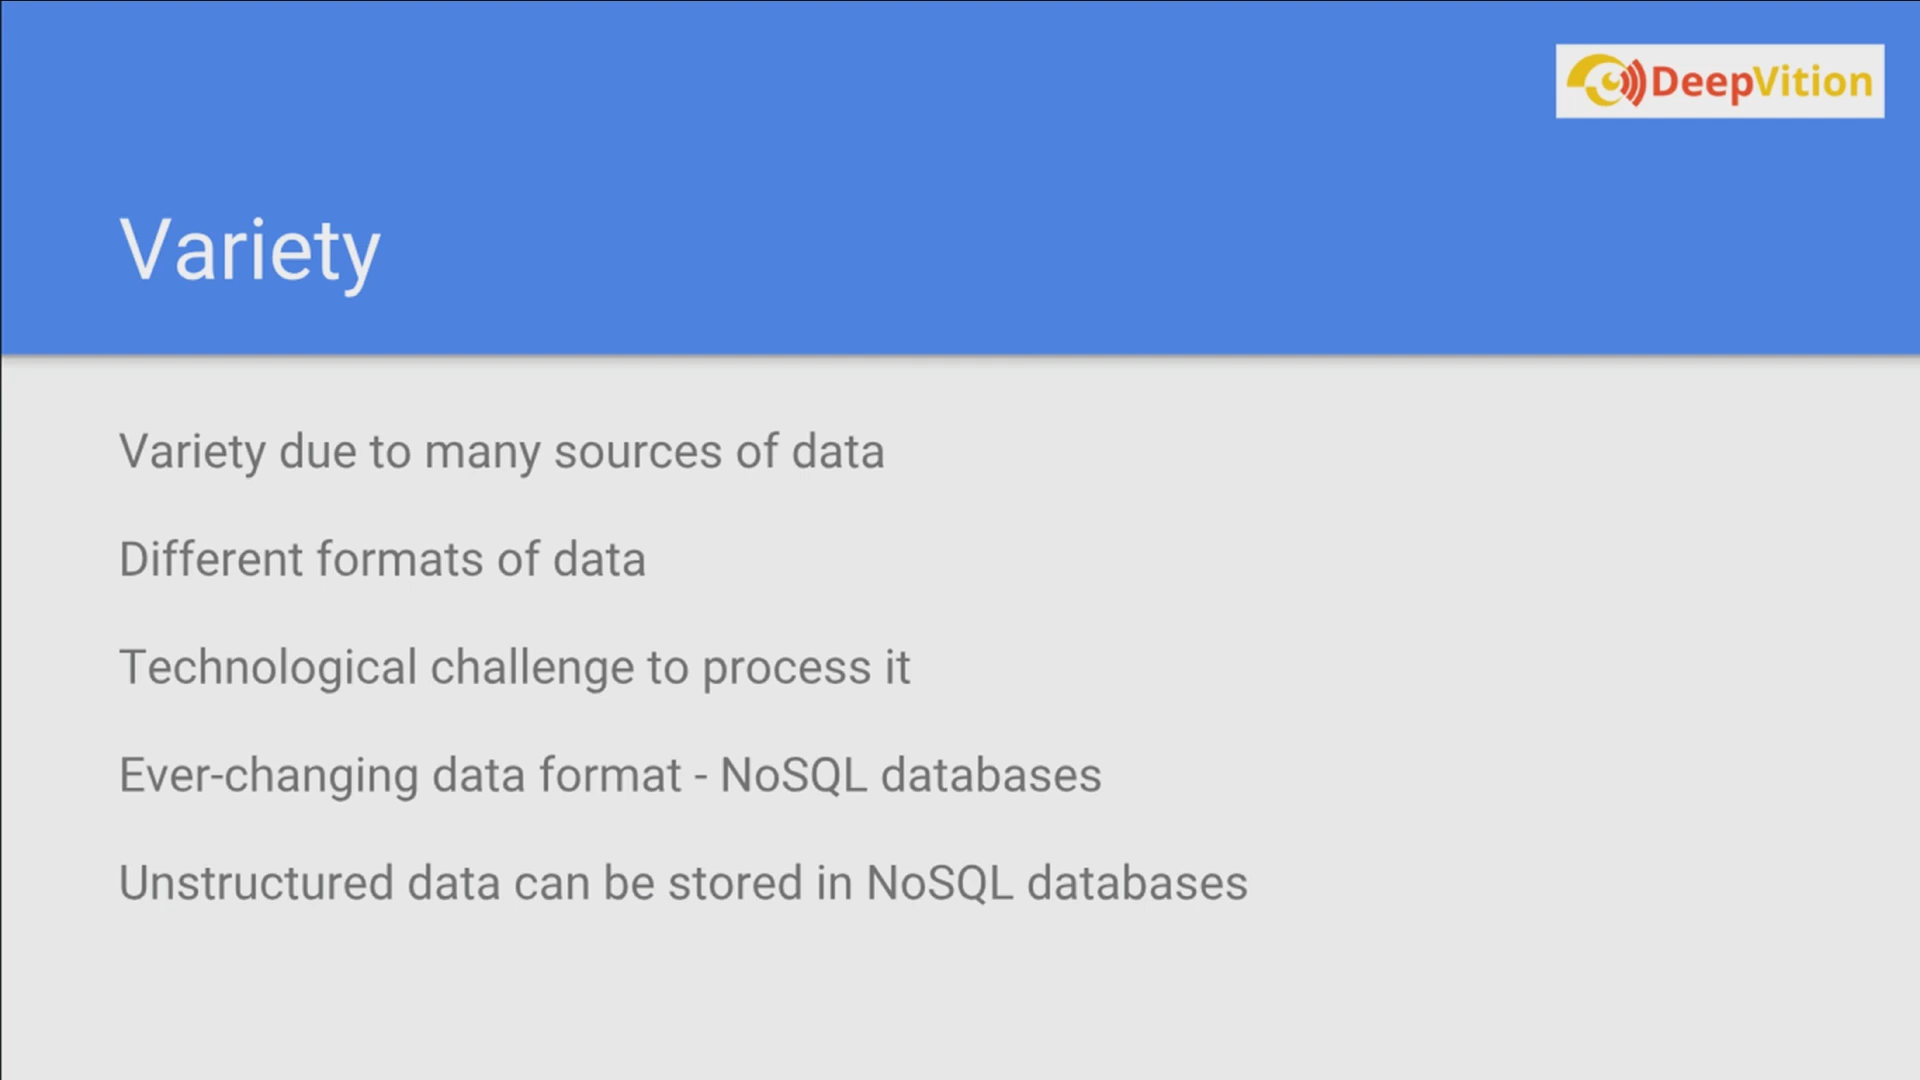 DeepVition
Variety
Variety due to many sources of data
Different formats of data
Technological challenge to process it
Ever-changing data format - NoSQL databases
Unstructured data can be stored in NoSQL databases